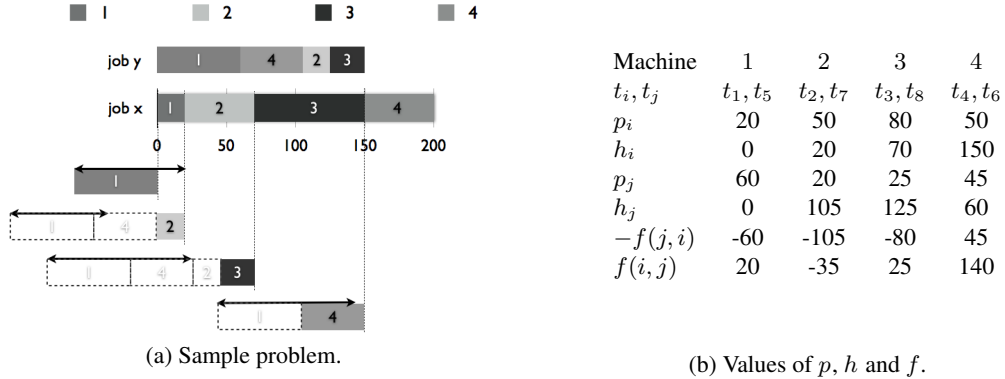 1 2 3 4
job y 1 4 2 3
job x 1 2 3 4
0 50 100 150 200
1
1 4 2
1 4 2 3
1 4
(a) Sample problem.
Machine 1 2 3 4
t_i, t_j t_1, t_5 t_2, t_7 t_3, t_8 t_4, t_6
p_i 20 50 80 50
h_i 0 20 70 150
p_j 60 20 25 45
h_j 0 105 125 60
−f(j, i) -60 -105 -80 45
f(i, j) 20 -35 25 140
(b) Values of p, h and f.